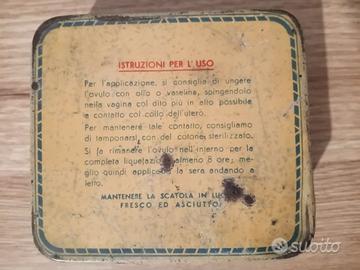 ISTRUZIONI PER L'USO
Per l'applicazione, si consiglia di ungere
l'ovulo con olio o vaselina, spingendolo
nella vagina col dito più in alto possibile
a contatto col collo dell'utero.
Per mantenere tale contatto, consigliamo
di tamponarsi con del cotone sterilizzato.
Si fa rimanere l'ovulo nell'interno per la
completa liquefazione almeno 8 ore; me-
glio quindi applicarlo la sera andando a
letto.
MANTENERE LA SCATOLA IN LUOGO
FRESCO ED ASCIUTTO
subito